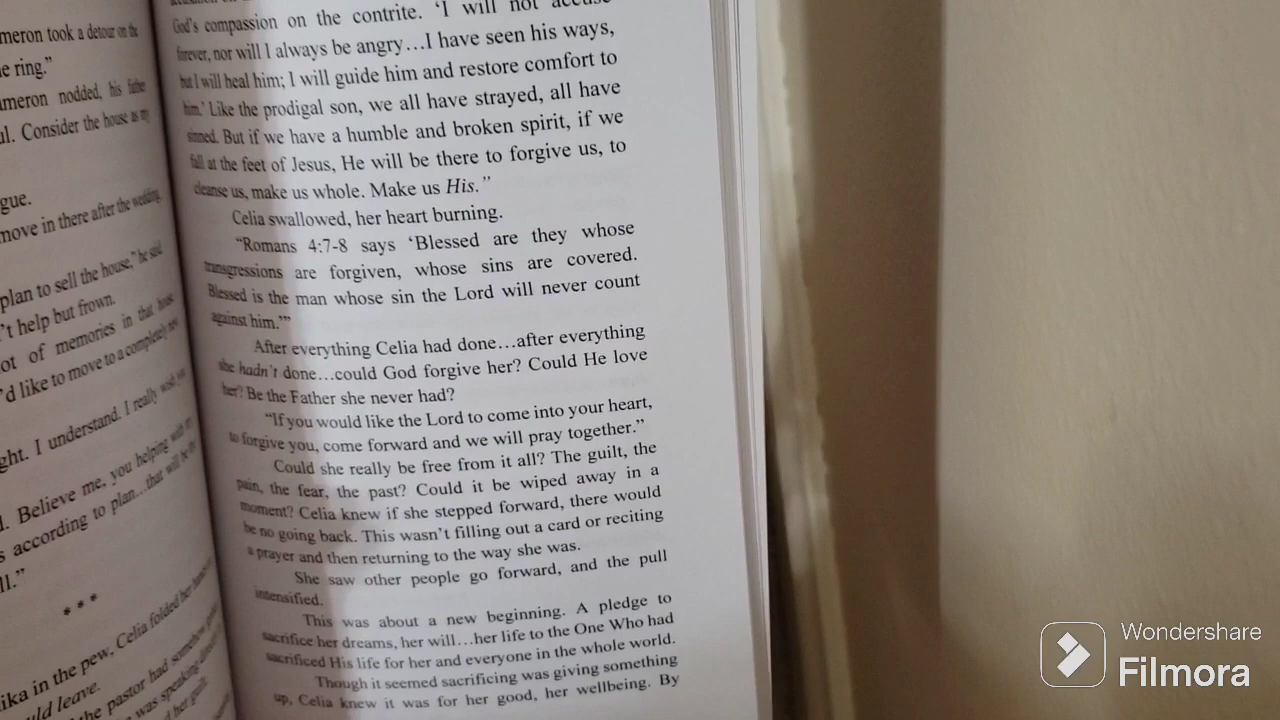 meron took a detour on the
e ring.”
meron nodded, his father
ul. Consider the house as my
gue.
move in there after the wedding,
plan to sell the house,” he said.
’t help but frown.
ot of memories in that house
’d like to move to a completely new
ght. I understand. I really wish you
l. Believe me, you helping with my
s according to plan…that will be the
ll.”
***
ika in the pew, Celia folded her hands
uld leave.
the pastor had somehow
was speaking
her guilt.
God’s compassion on the contrite. ‘I will not accuse
forever, nor will I always be angry…I have seen his ways,
but I will heal him; I will guide him and restore comfort to
him.’ Like the prodigal son, we all have strayed, all have
sinned. But if we have a humble and broken spirit, if we
fall at the feet of Jesus, He will be there to forgive us, to
cleanse us, make us whole. Make us His.”
Celia swallowed, her heart burning.
“Romans 4:7-8 says ‘Blessed are they whose
transgressions are forgiven, whose sins are covered.
Blessed is the man whose sin the Lord will never count
against him.’”
After everything Celia had done…after everything
she hadn’t done…could God forgive her? Could He love
her? Be the Father she never had?
“If you would like the Lord to come into your heart,
to forgive you, come forward and we will pray together.”
Could she really be free from it all? The guilt, the
pain, the fear, the past? Could it be wiped away in a
moment? Celia knew if she stepped forward, there would
be no going back. This wasn’t filling out a card or reciting
a prayer and then returning to the way she was.
She saw other people go forward, and the pull
intensified.
This was about a new beginning. A pledge to
sacrifice her dreams, her will…her life to the One Who had
sacrificed His life for her and everyone in the whole world.
Though it seemed sacrificing was giving something
up, Celia knew it was for her good, her wellbeing. By
Wondershare
Filmora